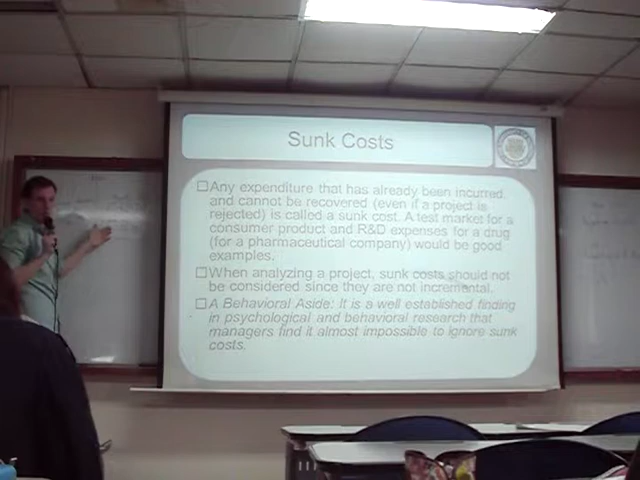 Sunk Costs
Any expenditure that has already been incurred,
and cannot be recovered (even if a project is
rejected) is called a sunk cost. A test market for a
consumer product and R&D expenses for a drug
(for a pharmaceutical company) would be good
examples.
When analyzing a project, sunk costs should not
be considered since they are not incremental.
A Behavioral Aside: It is a well established finding
in psychological and behavioral research that
managers find it almost impossible to ignore sunk
costs.